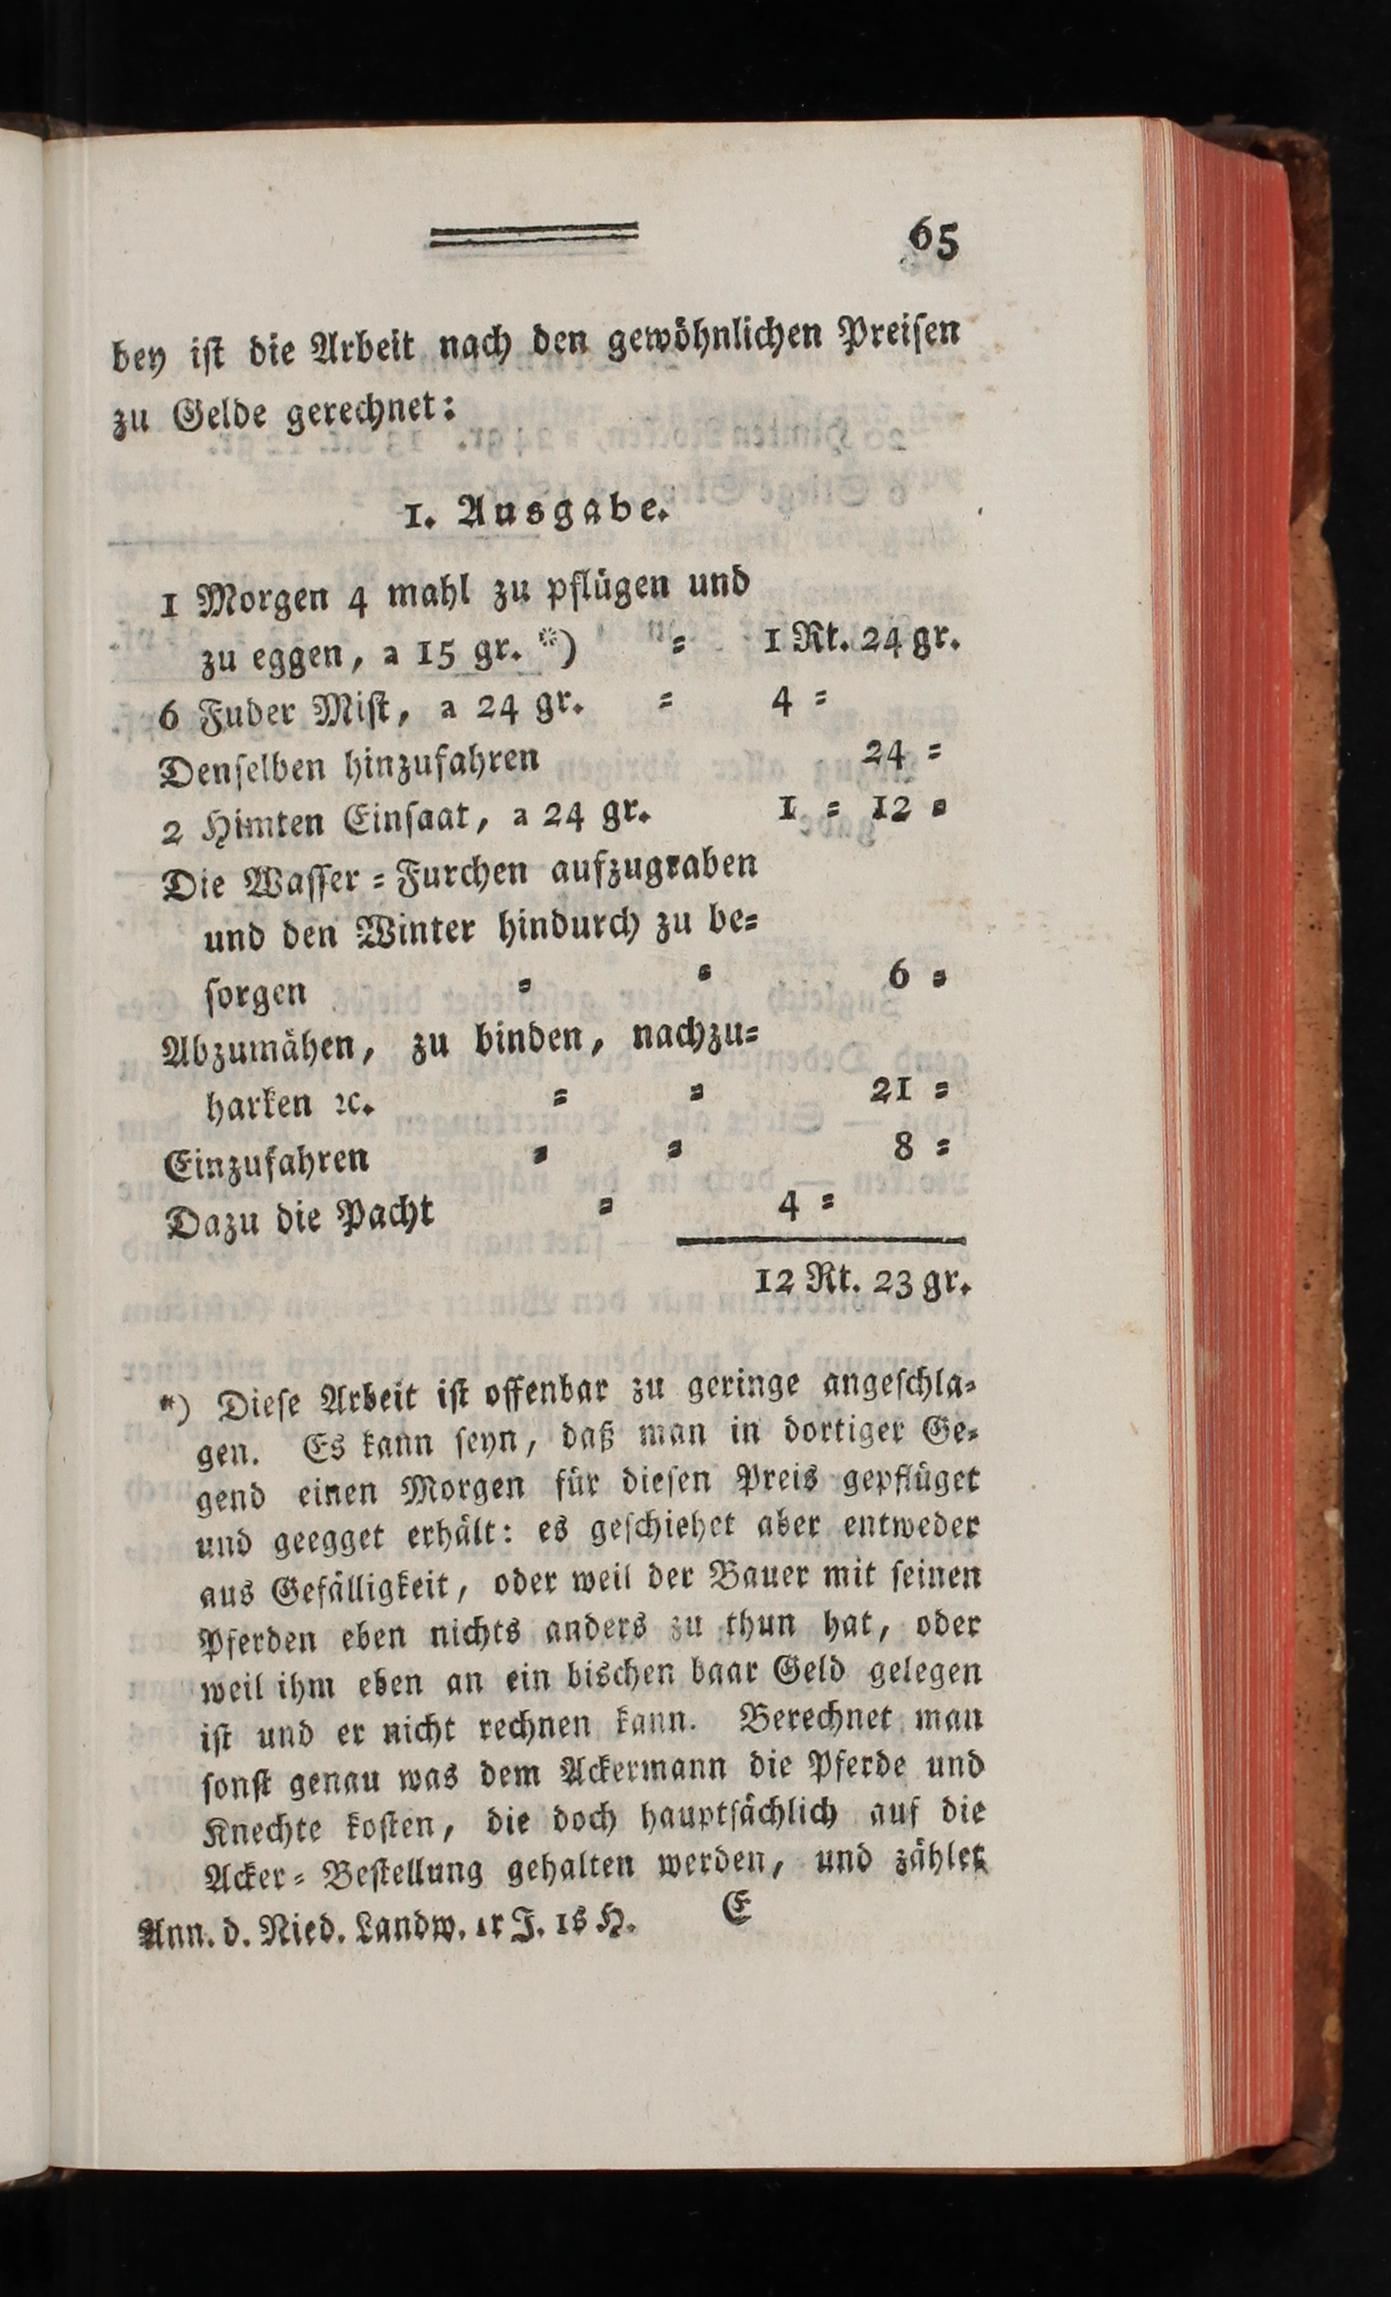 65
bey ist die Arbeit nach den gewöhnlichen Preisen
zu Gelde gerechnet:
1. Ausgabe.
1 Morgen 4 mahl zu pflügen und
zu eggen, a 15 gr. *) = 1 Rt. 24 gr.
6 Fuder Mist, a 24 gr. = 4 =
Denselben hinzufahren 24 =
2 Himten Einsaat, a 24 gr. 1 = 12 =
Die Wasser=Furchen aufzugraben
und den Winter hindurch zu be=
sorgen = = 6 =
Abzumähen, zu binden, nachzu=
harken ꝛc. = = 21 =
Einzufahren = = 8 =
Dazu die Pacht = 4 =
12 Rt. 23 gr.
*) Diese Arbeit ist offenbar zu geringe angeschla=
gen. Es kann seyn, daß man in dortiger Ge=
gend einen Morgen für diesen Preis gepflüget
und geegget erhält: es geschiehet aber entweder
aus Gefälligkeit, oder weil der Bauer mit seinen
Pferden eben nichts anders zu thun hat, oder
weil ihm eben an ein bischen baar Geld gelegen
ist und er nicht rechnen kann. Berechnet man
sonst genau was dem Ackermann die Pferde und
Knechte kosten, die doch hauptsächlich auf die
Acker=Bestellung gehalten werden, und zählet
Ann. d. Nied. Landw. 1r J. 1s H. E